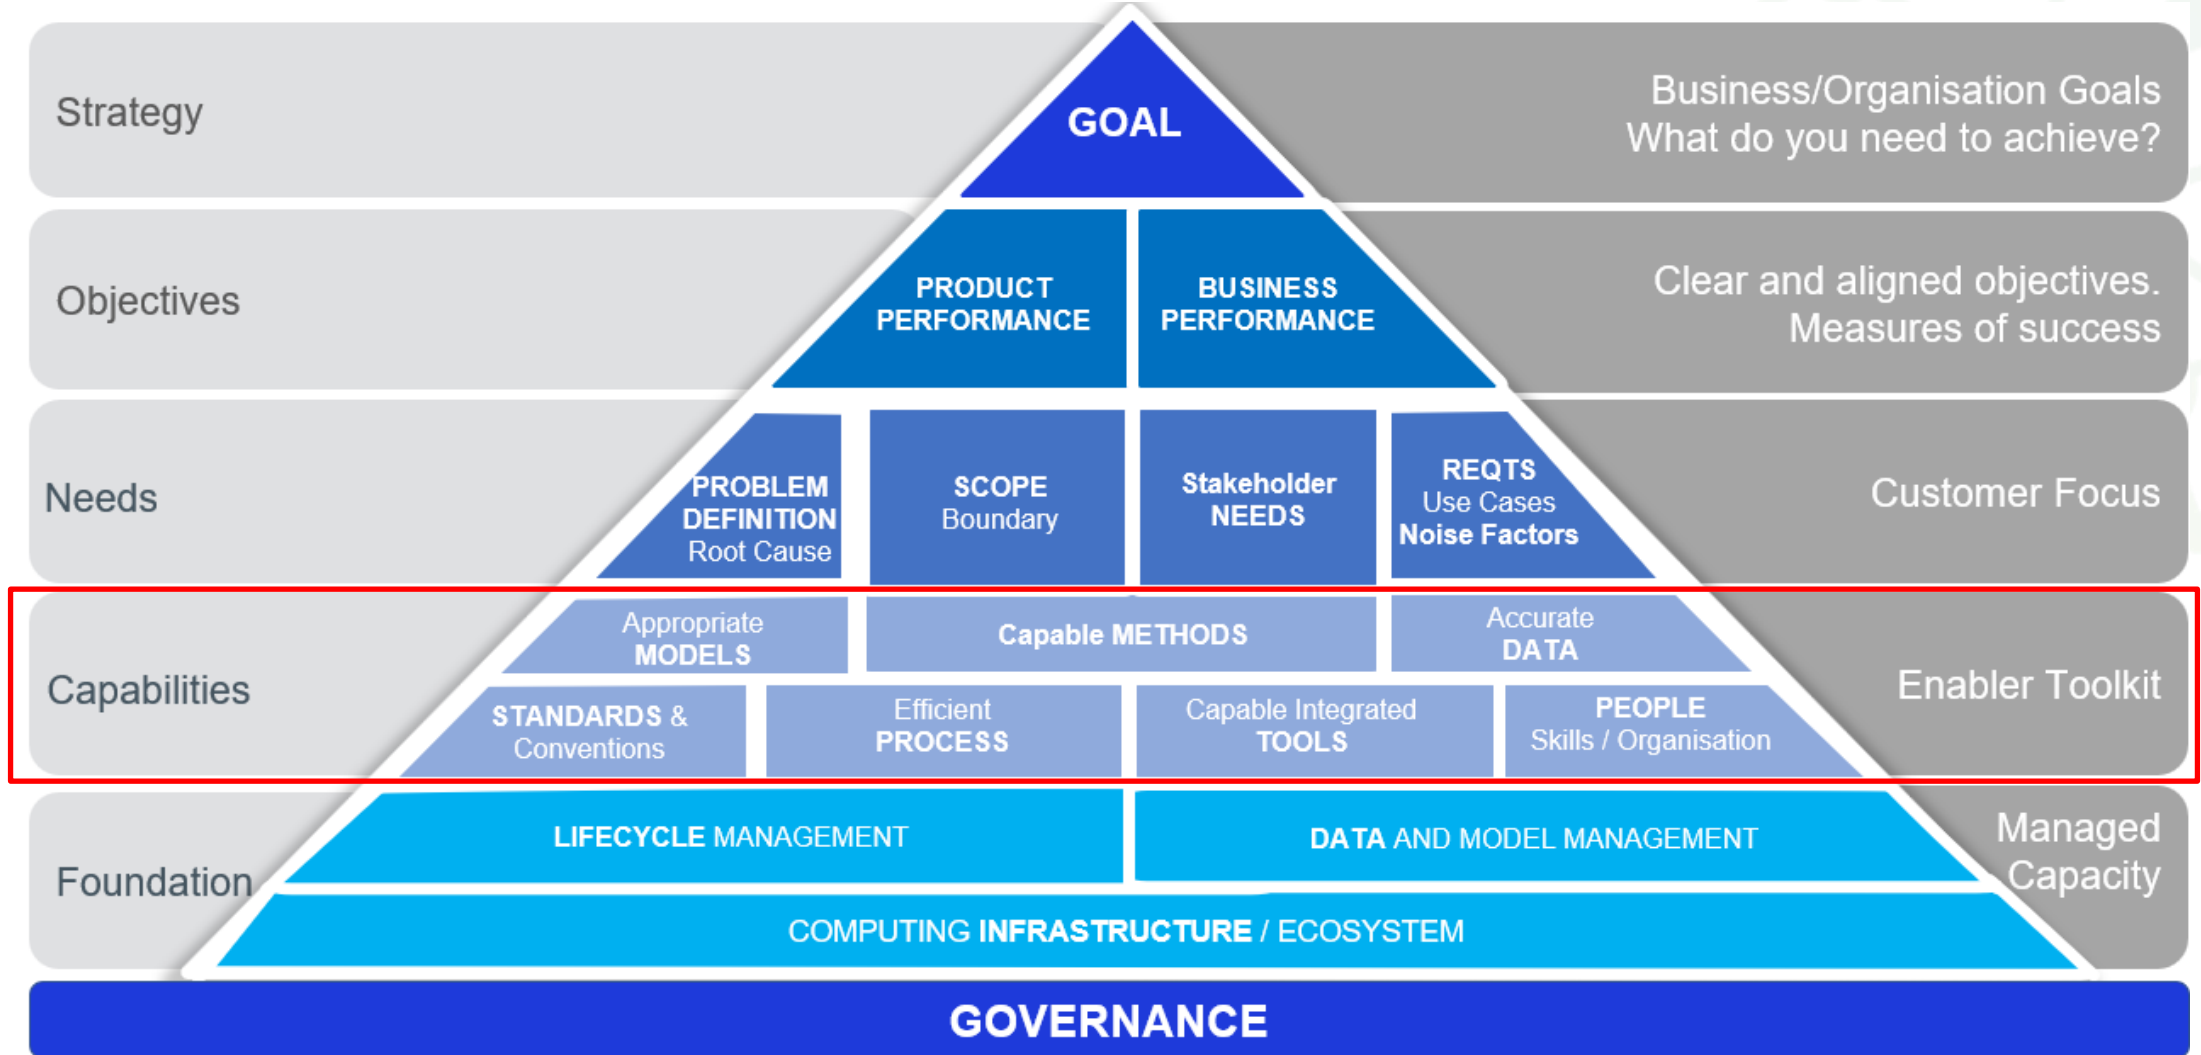 Strategy
GOAL
Business/Organisation Goals
What do you need to achieve?
Objectives
PRODUCT
PERFORMANCE
BUSINESS
PERFORMANCE
Clear and aligned objectives.
Measures of success
Needs
PROBLEM
DEFINITION
Root Cause
SCOPE
Boundary
Stakeholder
NEEDS
REQTS
Use Cases
Noise Factors
Customer Focus
Capabilities
Appropriate
MODELS
Capable METHODS
Accurate
DATA
STANDARDS &
Conventions
Efficient
PROCESS
Capable Integrated
TOOLS
PEOPLE
Skills / Organisation
Enabler Toolkit
Foundation
LIFECYCLE MANAGEMENT
DATA AND MODEL MANAGEMENT
COMPUTING INFRASTRUCTURE / ECOSYSTEM
Managed
Capacity
GOVERNANCE